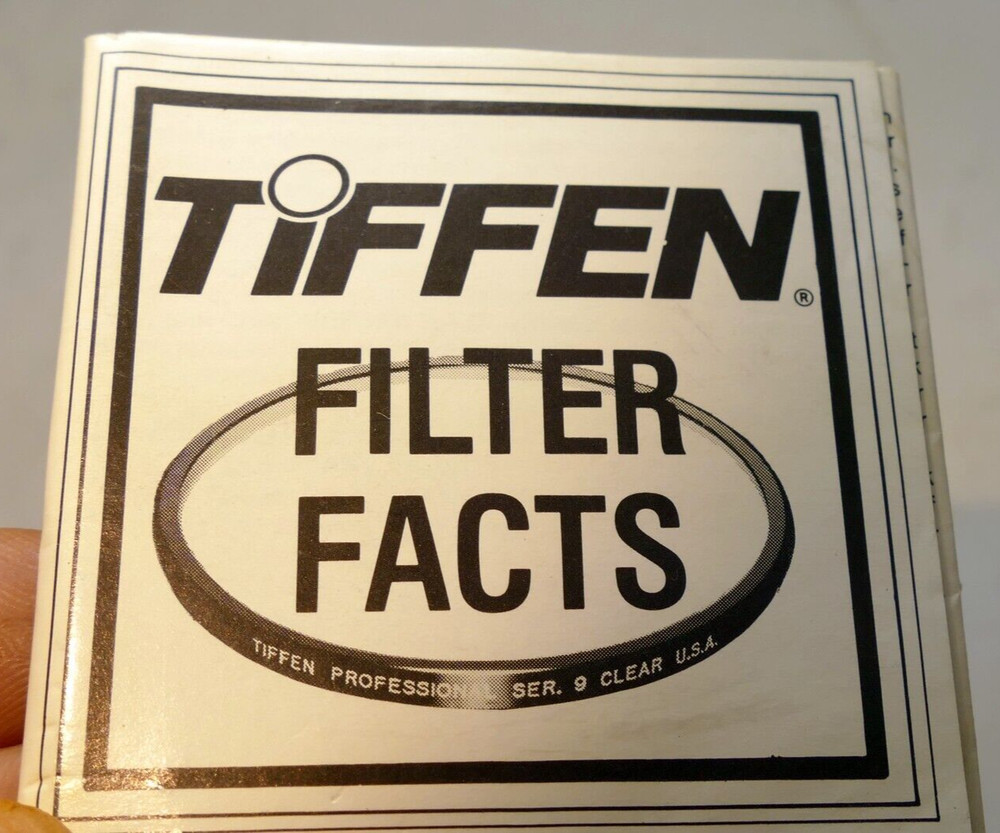 TiFFEN®
FILTER
FACTS
TIFFEN PROFESSIONAL SER. 9 CLEAR U.S.A.